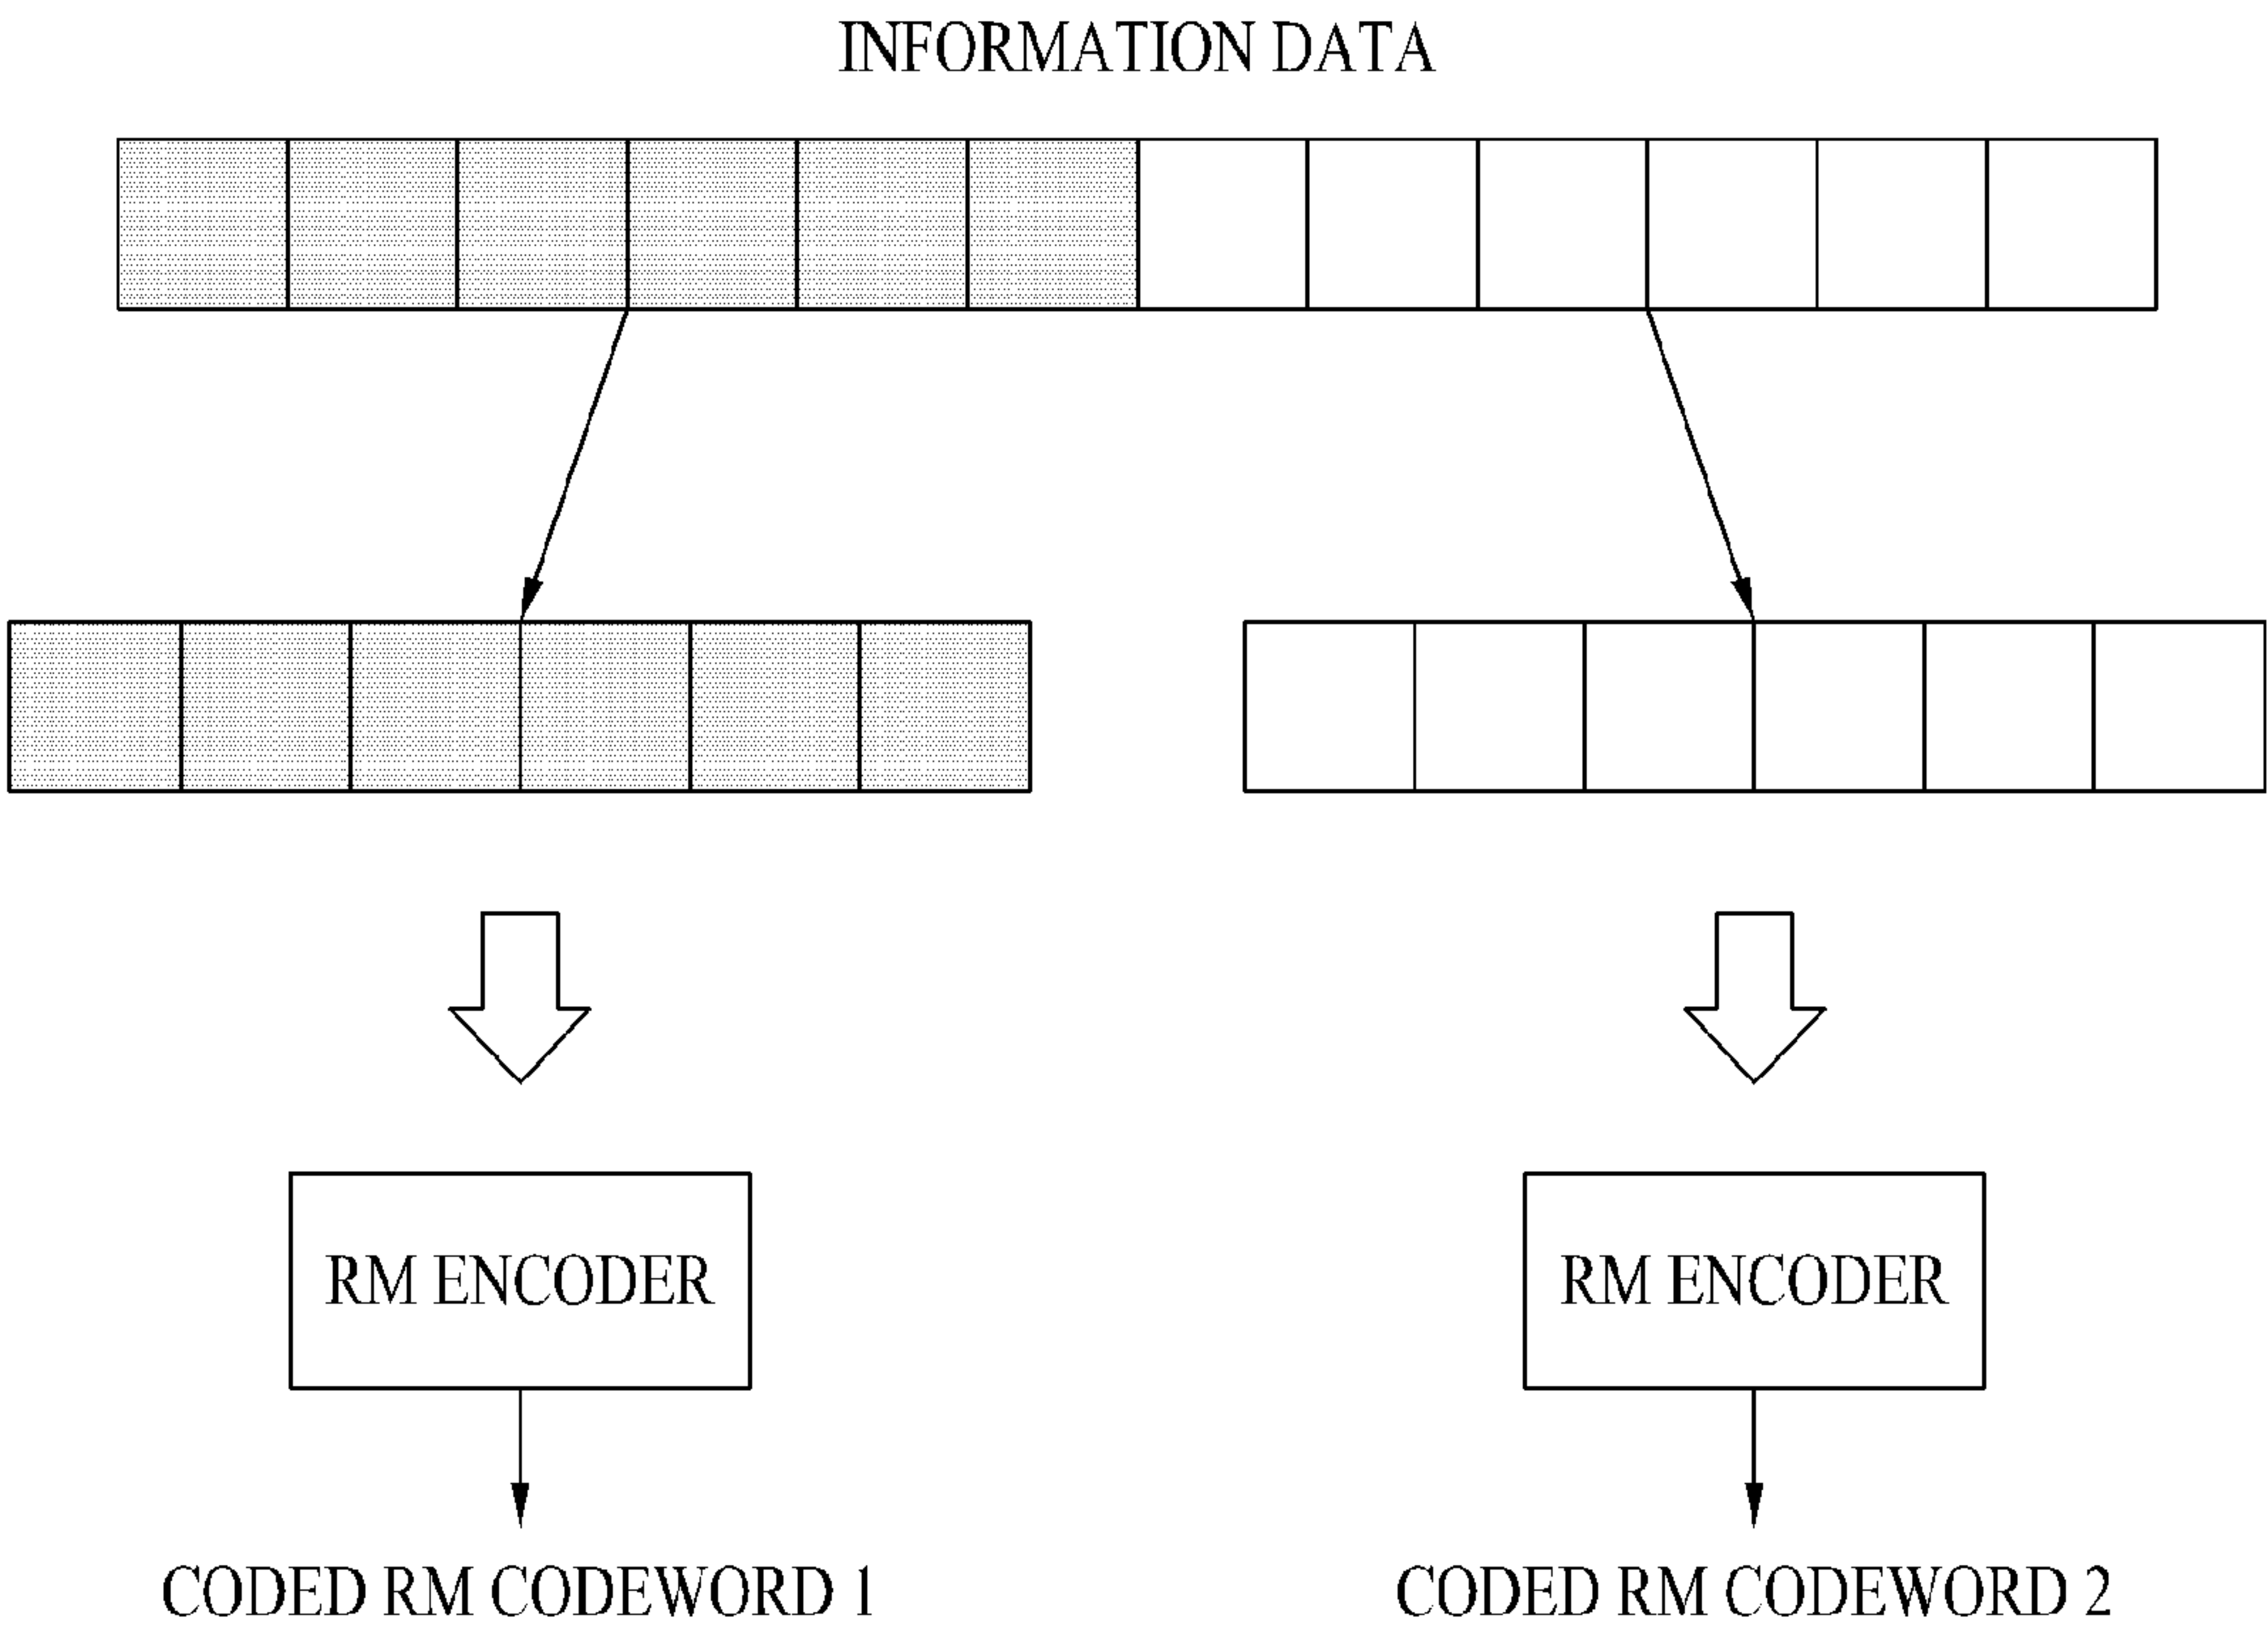 INFORMATION DATA
RM ENCODER
RM ENCODER
CODED RM CODEWORD 1
CODED RM CODEWORD 2